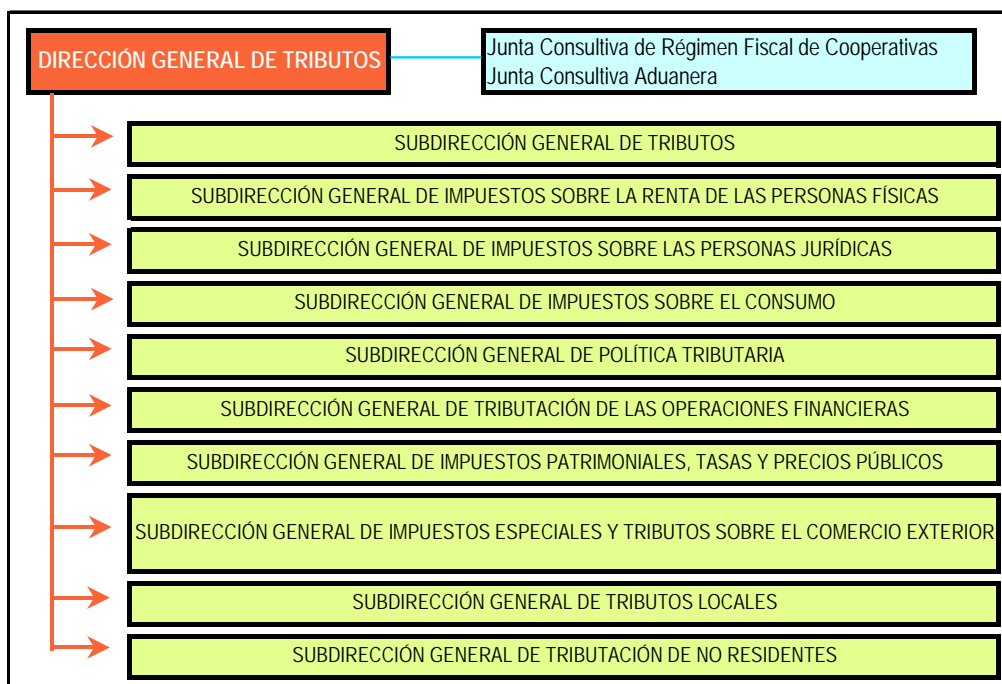 DIRECCIÓN GENERAL DE TRIBUTOS
Junta Consultiva de Régimen Fiscal de Cooperativas
Junta Consultiva Aduanera
SUBDIRECCIÓN GENERAL DE TRIBUTOS
SUBDIRECCIÓN GENERAL DE IMPUESTOS SOBRE LA RENTA DE LAS PERSONAS FÍSICAS
SUBDIRECCIÓN GENERAL DE IMPUESTOS SOBRE LAS PERSONAS JURÍDICAS
SUBDIRECCIÓN GENERAL DE IMPUESTOS SOBRE EL CONSUMO
SUBDIRECCIÓN GENERAL DE POLÍTICA TRIBUTARIA
SUBDIRECCIÓN GENERAL DE TRIBUTACIÓN DE LAS OPERACIONES FINANCIERAS
SUBDIRECCIÓN GENERAL DE IMPUESTOS PATRIMONIALES, TASAS Y PRECIOS PÚBLICOS
SUBDIRECCIÓN GENERAL DE IMPUESTOS ESPECIALES Y TRIBUTOS SOBRE EL COMERCIO EXTERIOR
SUBDIRECCIÓN GENERAL DE TRIBUTOS LOCALES
SUBDIRECCIÓN GENERAL DE TRIBUTACIÓN DE NO RESIDENTES